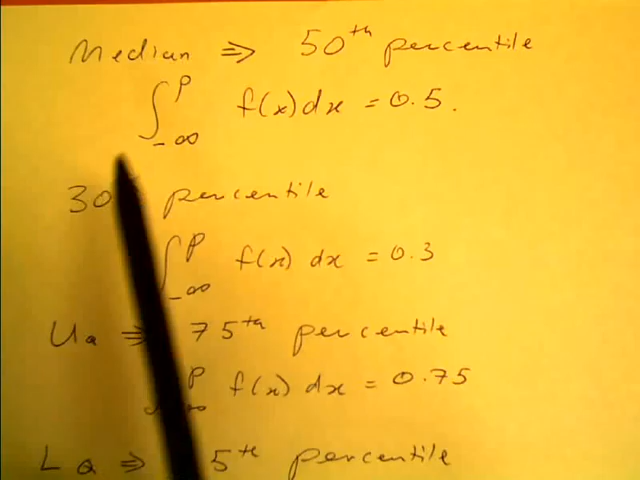 Median ⇒ 50th percentile
∫_{-∞}^{p} f(x)dx = 0.5.
30 percentile
∫_{-∞}^{p} f(x) dx = 0.3
UQ ⇒ 75th percentile
p f(x) dx = 0.75
LQ ⇒ 5th percentile